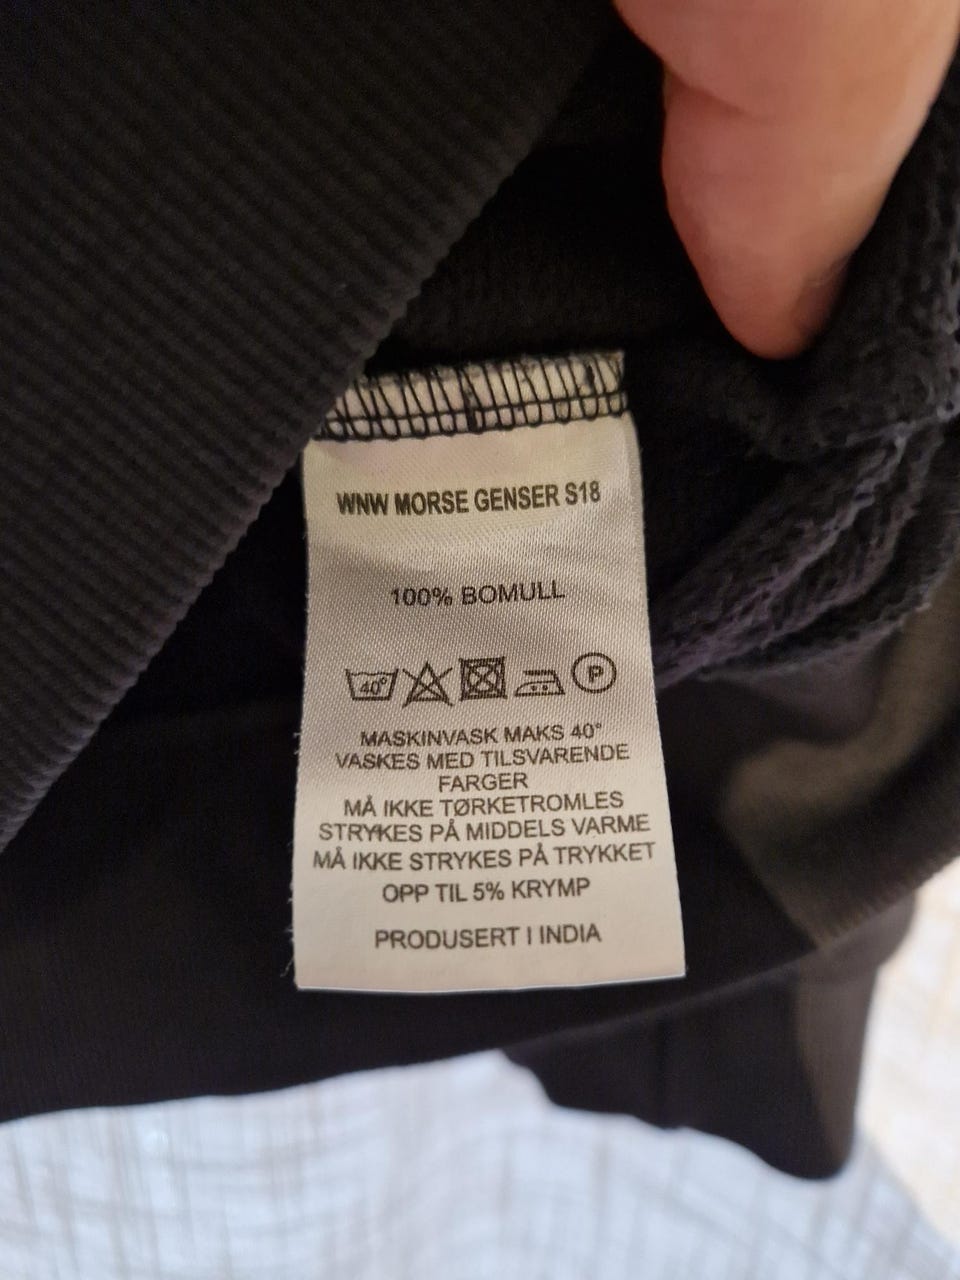 WNW MORSE GENSER S18
100% BOMULL
40° P
MASKINVASK MAKS 40°
VASKES MED TILSVARENDE
FARGER
MÅ IKKE TØRKETROMLES
STRYKES PÅ MIDDELS VARME
MÅ IKKE STRYKES PÅ TRYKKET
OPP TIL 5% KRYMP
PRODUSERT I INDIA